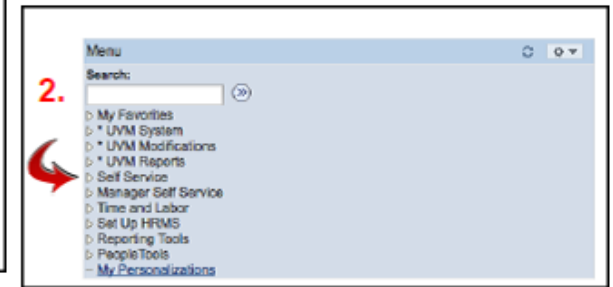 Menu
Search:
2.
My Favorites
* UVM System
* UVM Modifications
* UVM Reports
Self Service
Manager Self Service
Time and Labor
Set Up HRMS
Reporting Tools
PeopleTools
My Personalizations